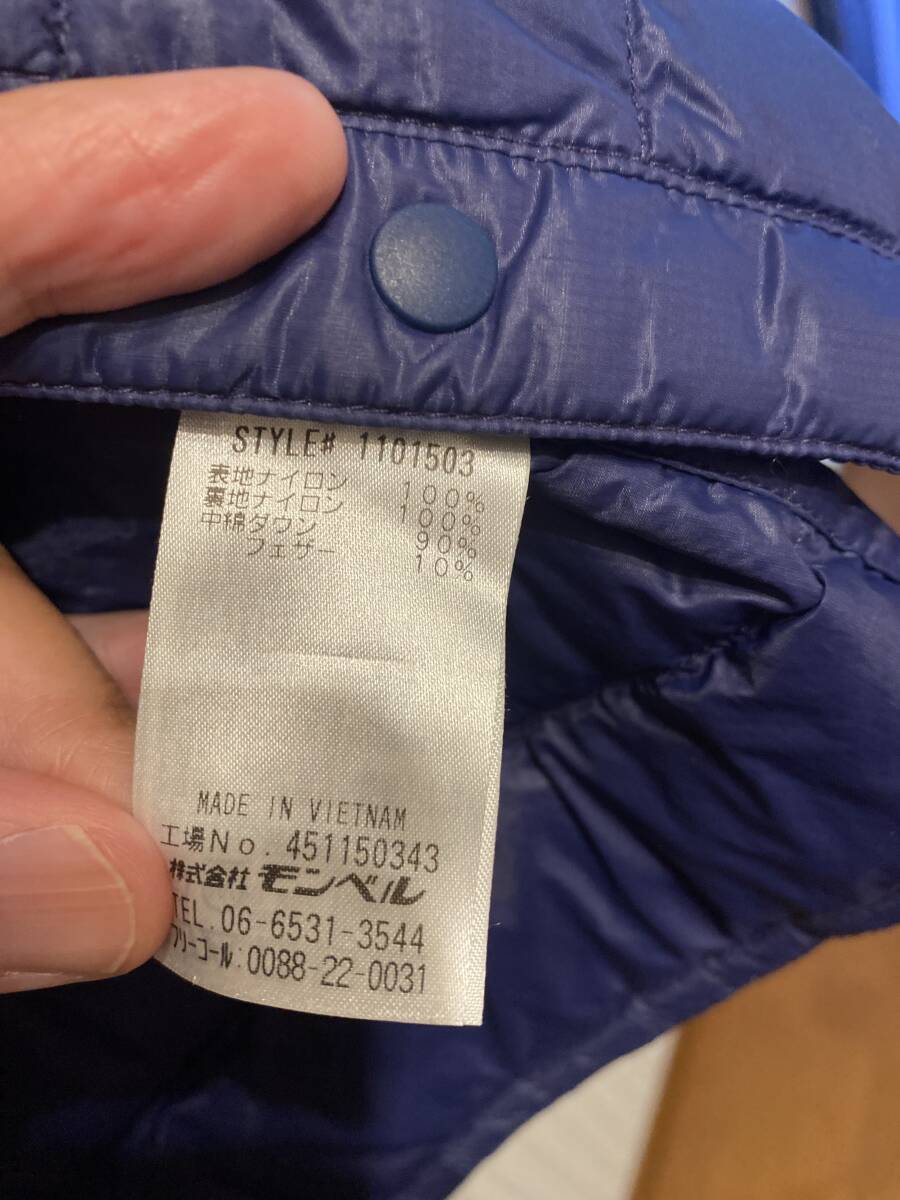 STYLE# 1101503
表地ナイロン 100%
裏地ナイロン 100%
中綿ダウン 90%
フェザー 10%
MADE IN VIETNAM
工場No. 451150343
株式会社 モンベル
TEL. 06-6531-3544
フリーコール:0088-22-0031